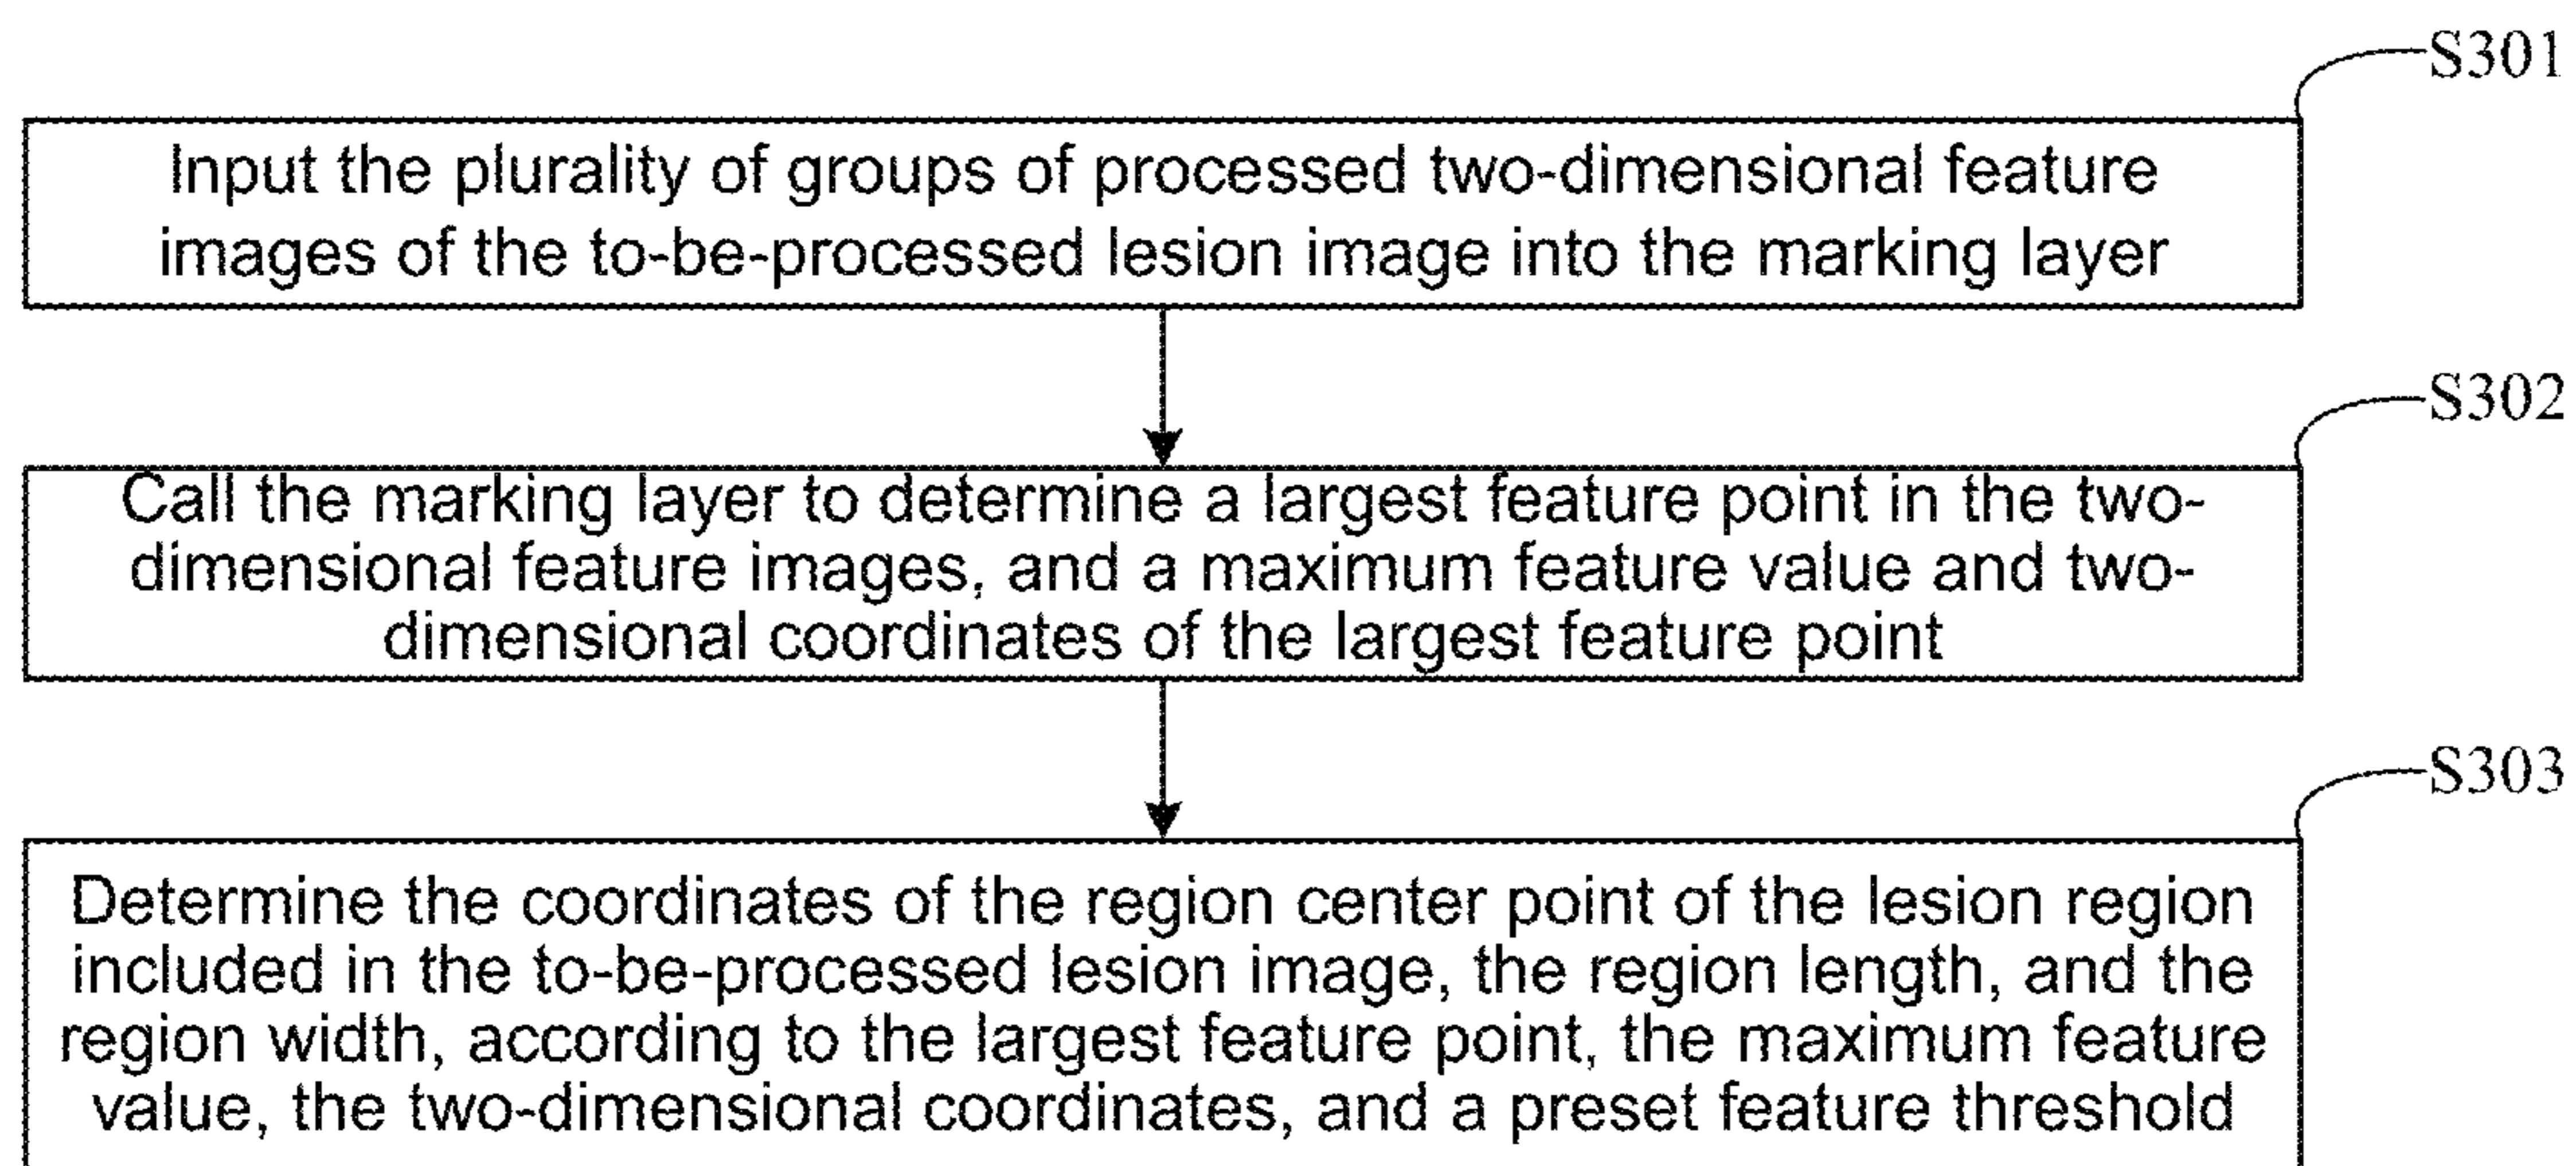 S301
Input the plurality of groups of processed two-dimensional feature
images of the to-be-processed lesion image into the marking layer
S302
Call the marking layer to determine a largest feature point in the two-
dimensional feature images, and a maximum feature value and two-
dimensional coordinates of the largest feature point
S303
Determine the coordinates of the region center point of the lesion region
included in the to-be-processed lesion image, the region length, and the
region width, according to the largest feature point, the maximum feature
value, the two-dimensional coordinates, and a preset feature threshold